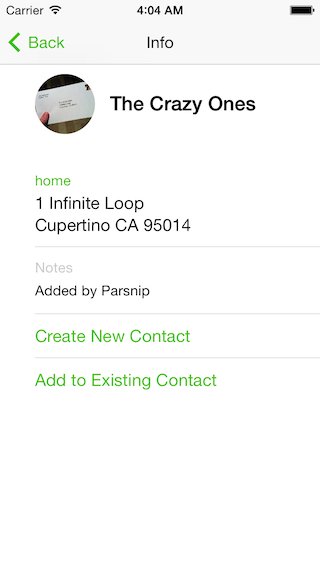 Carrier 4:04 AM
Back Info
The Crazy Ones
home
1 Infinite Loop
Cupertino CA 95014
Notes
Added by Parsnip
Create New Contact
Add to Existing Contact